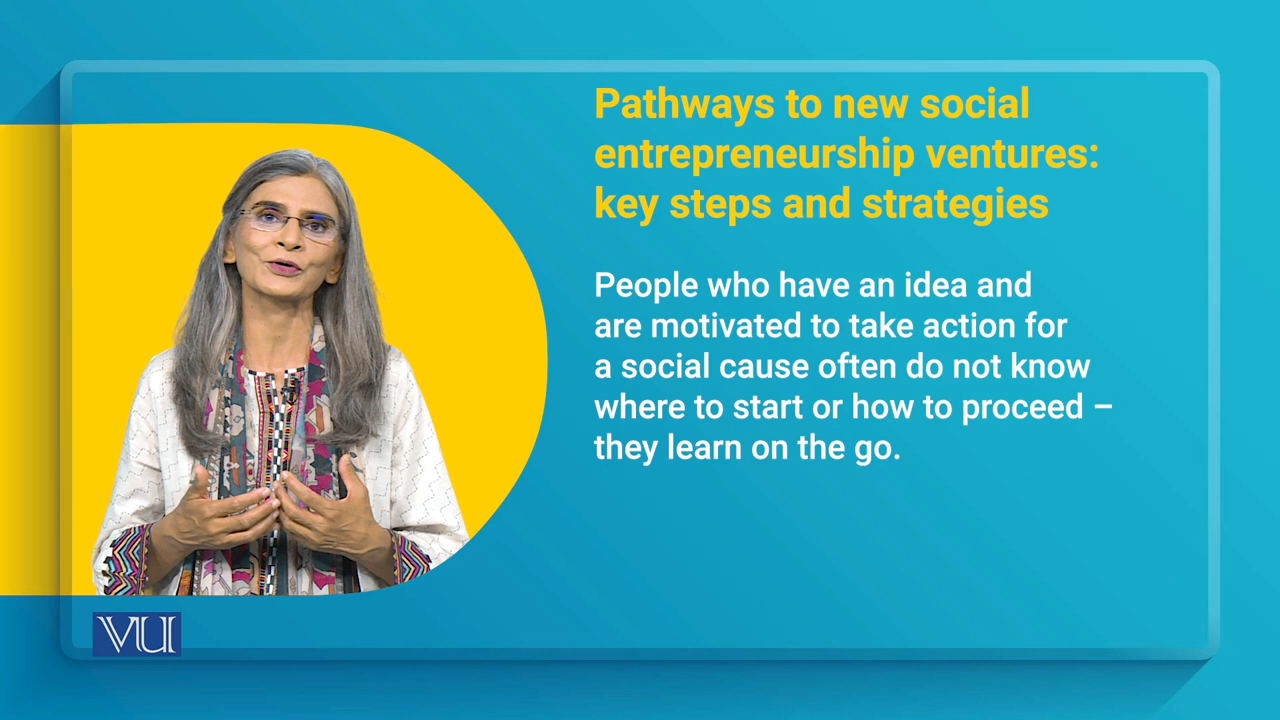 Pathways to new social
entrepreneurship ventures:
key steps and strategies
People who have an idea and
are motivated to take action for
a social cause often do not know
where to start or how to proceed –
they learn on the go.
VU